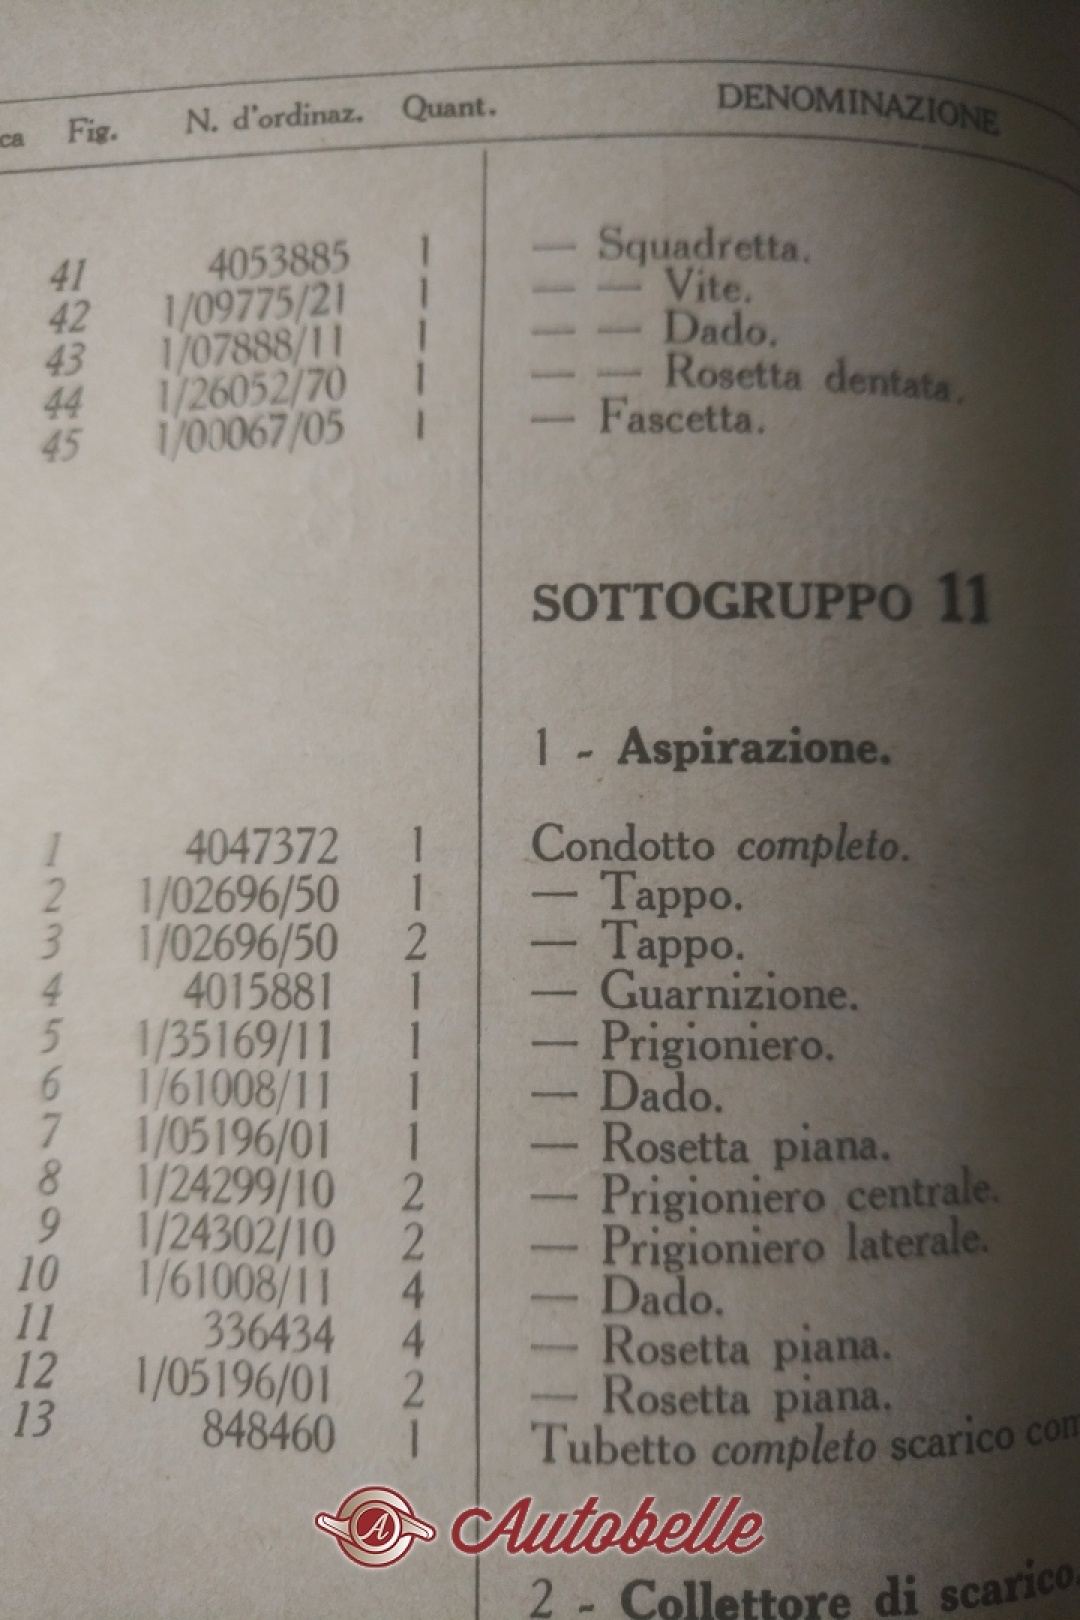 ca Fig. N. d'ordinaz. Quant. DENOMINAZIONE
41 4053885 1 — Squadretta.
42 1/09775/21 1 — — Vite.
43 1/07888/11 1 — — Dado.
44 1/26052/70 1 — — Rosetta dentata.
45 1/00067/05 1 — Fascetta.
SOTTOGRUPPO 11
1 - Aspirazione.
1 4047372 1 Condotto completo.
2 1/02696/50 1 — Tappo.
3 1/02696/50 2 — Tappo.
4 4015881 1 — Guarnizione.
5 1/35169/11 1 — Prigioniero.
6 1/61008/11 1 — Dado.
7 1/05196/01 1 — Rosetta piana.
8 1/24299/10 2 — Prigioniero centrale.
9 1/24302/10 2 — Prigioniero laterale.
10 1/61008/11 4 — Dado.
11 336434 4 — Rosetta piana.
12 1/05196/01 2 — Rosetta piana.
13 848460 1 Tubetto completo scarico com
A Autobelle
2 - Collettore di scarico.